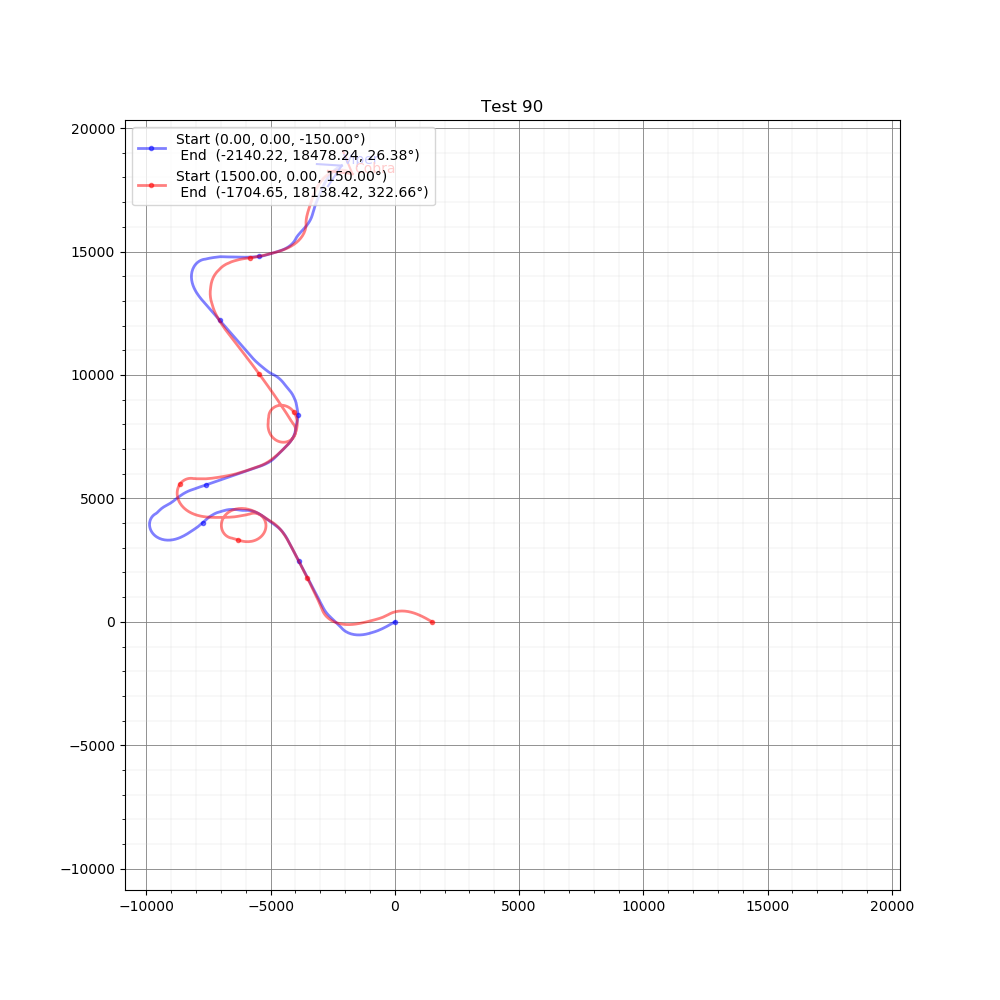 Test 90
20000
15000
10000
5000
0
−5000
−10000
Start (0.00, 0.00, -150.00°)
End (-2140.22, 18478.24, 26.38°)
Start (1500.00, 0.00, 150.00°)
End (-1704.65, 18138.42, 322.66°)
−10000 −5000 0 5000 10000 15000 20000